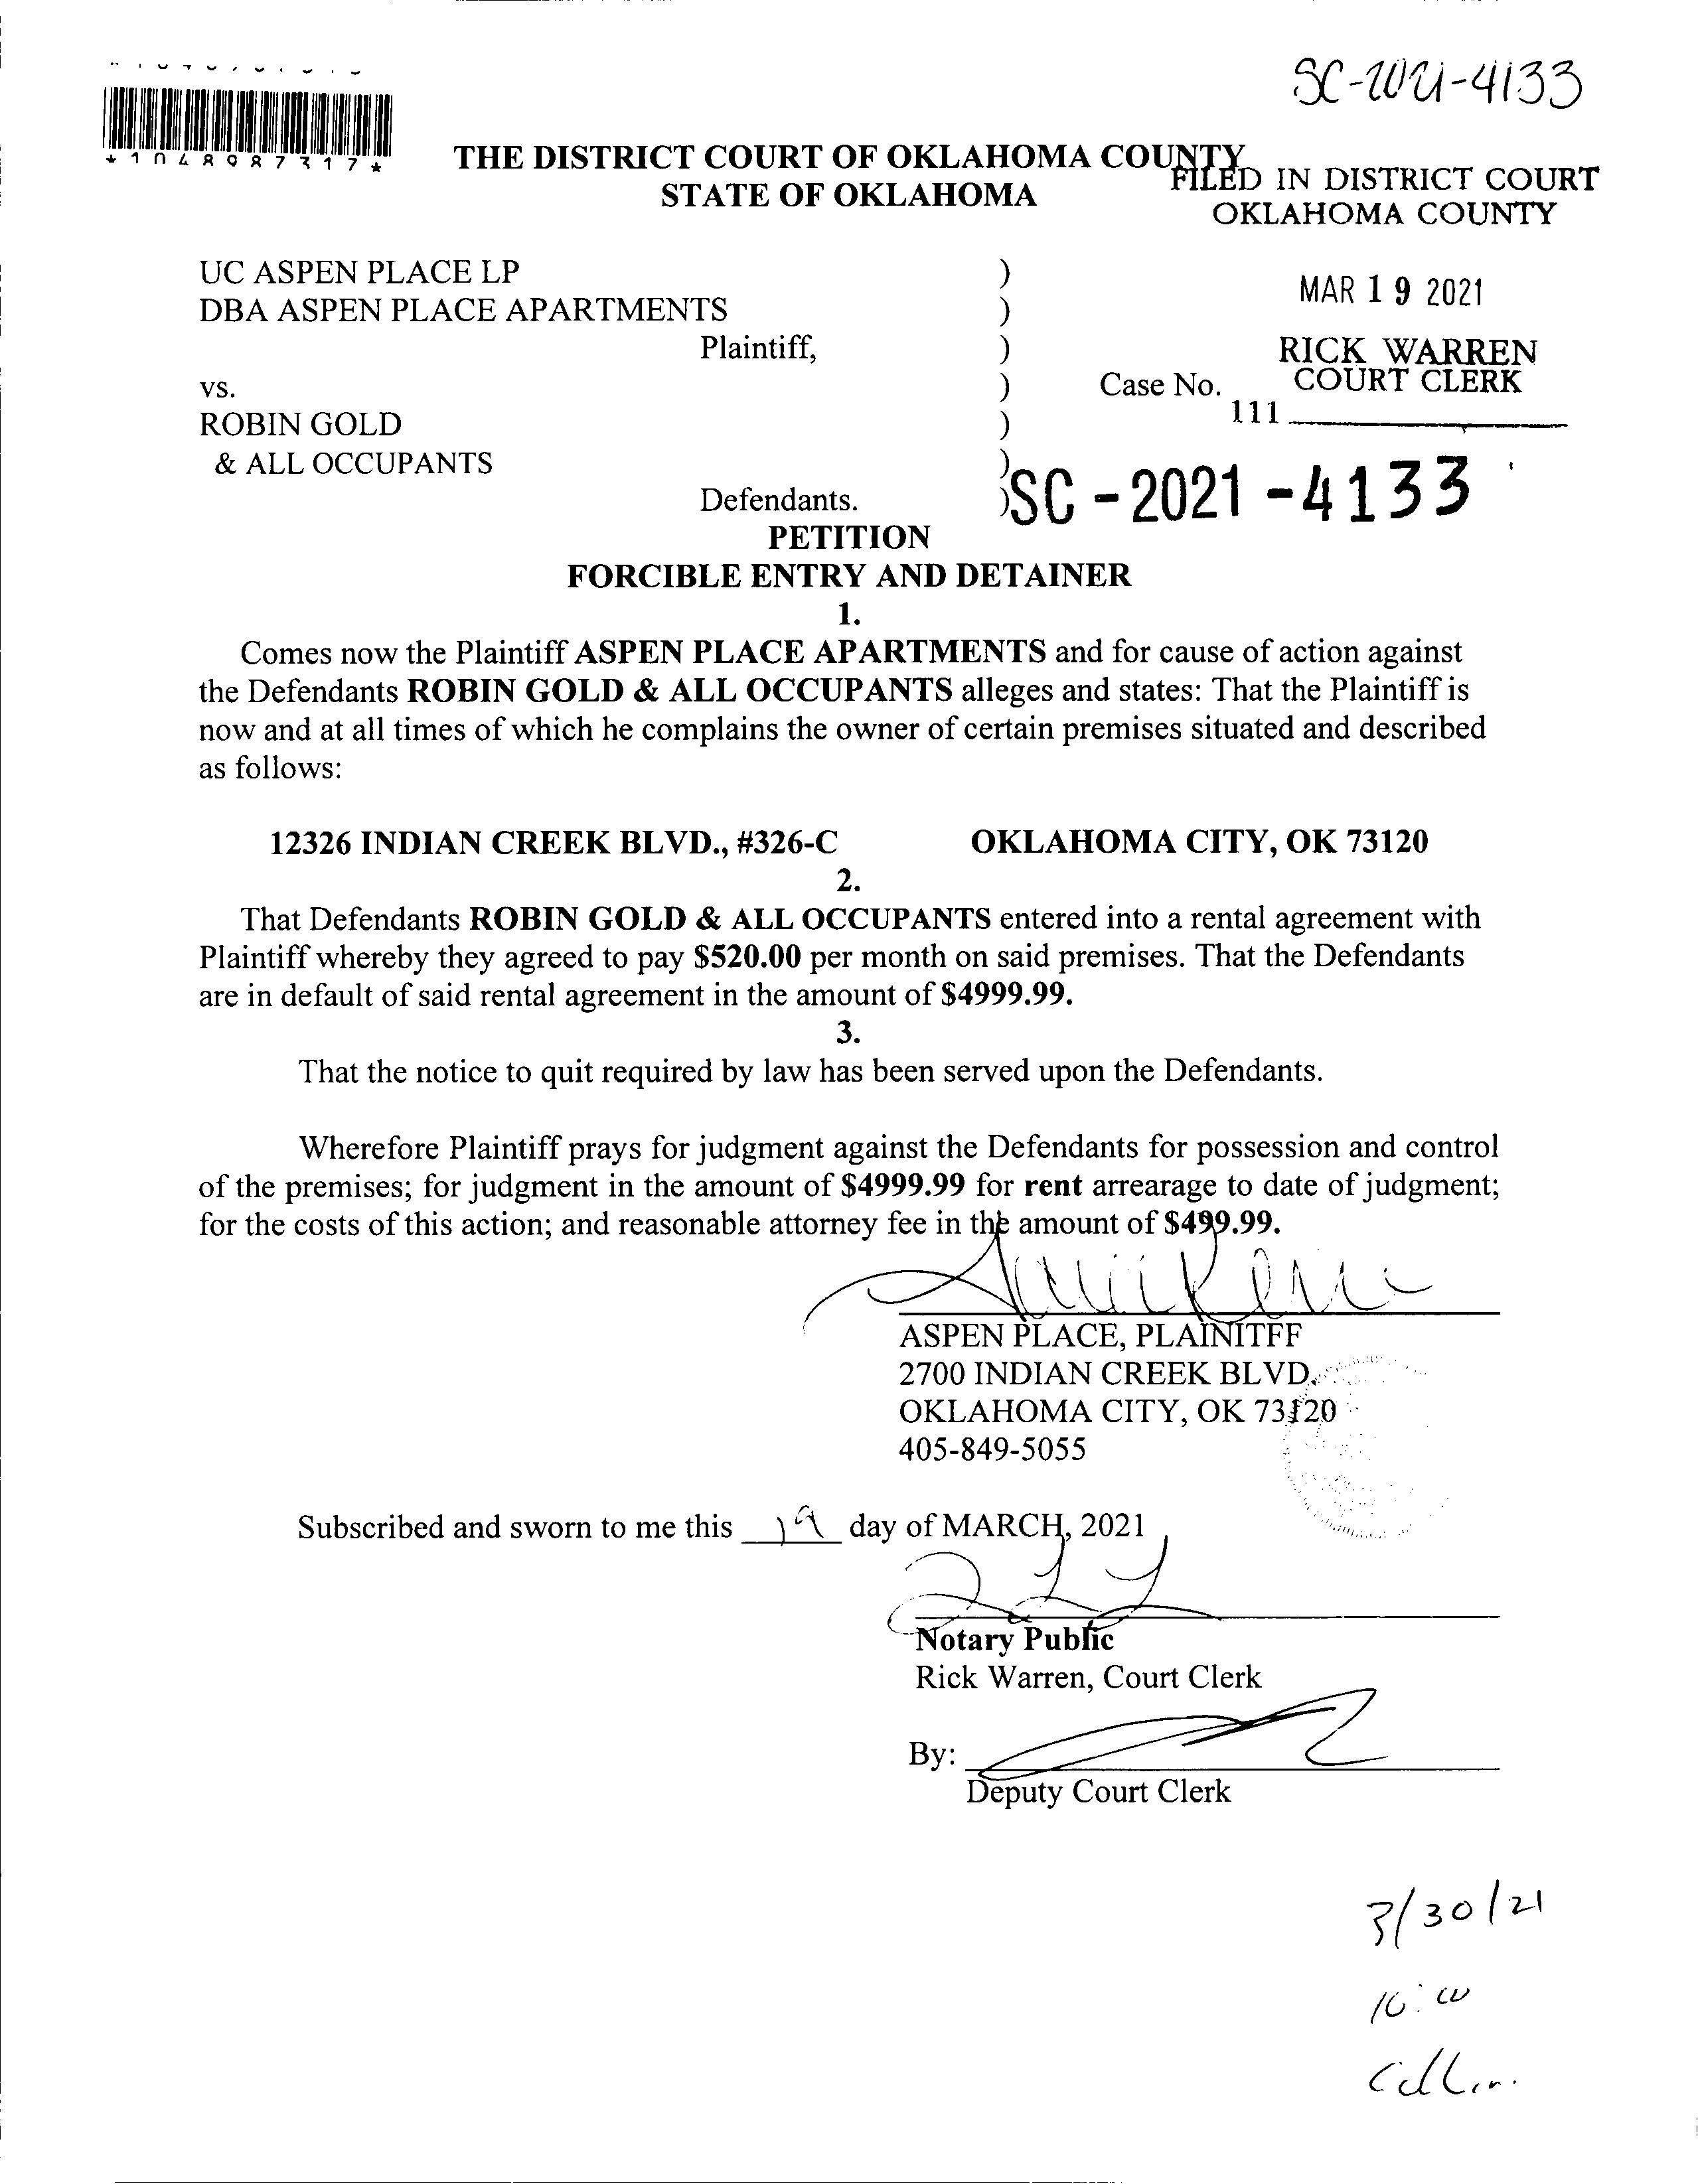 SC-2021-4133
*1048987317*
THE DISTRICT COURT OF OKLAHOMA COUNTY
STATE OF OKLAHOMA
FILED IN DISTRICT COURT
OKLAHOMA COUNTY
UC ASPEN PLACE LP )
DBA ASPEN PLACE APARTMENTS )
MAR 19 2021
Plaintiff, )
RICK WARREN
vs. ) Case No. COURT CLERK
ROBIN GOLD )
111
& ALL OCCUPANTS )
Defendants. ) SC-2021-4133
PETITION
FORCIBLE ENTRY AND DETAINER
1.
Comes now the Plaintiff ASPEN PLACE APARTMENTS and for cause of action against
the Defendants ROBIN GOLD & ALL OCCUPANTS alleges and states: That the Plaintiff is
now and at all times of which he complains the owner of certain premises situated and described
as follows:
12326 INDIAN CREEK BLVD., #326-C OKLAHOMA CITY, OK 73120
2.
That Defendants ROBIN GOLD & ALL OCCUPANTS entered into a rental agreement with
Plaintiff whereby they agreed to pay $520.00 per month on said premises. That the Defendants
are in default of said rental agreement in the amount of $4999.99.
3.
That the notice to quit required by law has been served upon the Defendants.
Wherefore Plaintiff prays for judgment against the Defendants for possession and control
of the premises; for judgment in the amount of $4999.99 for rent arrearage to date of judgment;
for the costs of this action; and reasonable attorney fee in the amount of $499.99.
ASPEN PLACE, PLAINITFF
2700 INDIAN CREEK BLVD.
OKLAHOMA CITY, OK 73120
405-849-5055
Subscribed and sworn to me this 19 day of MARCH, 2021
Notary Public
Rick Warren, Court Clerk
By:
Deputy Court Clerk
3/30/21